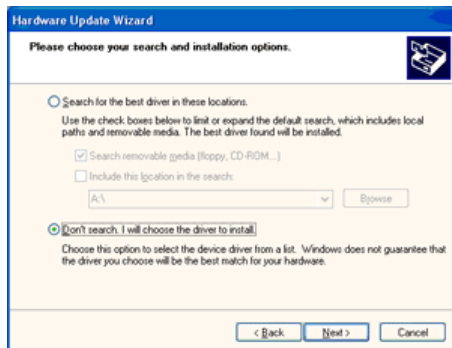 Hardware Update Wizard
Please choose your search and installation options.
Search for the best driver in these locations.
Use the check boxes below to limit or expand the default search, which includes local
paths and removable media. The best driver found will be installed.
Search removable media (floppy, CD-ROM...)
Include this location in the search:
A:\
Browse
Don't search. I will choose the driver to install.
Choose this option to select the device driver from a list. Windows does not guarantee that
the driver you choose will be the best match for your hardware.
< Back
Next >
Cancel